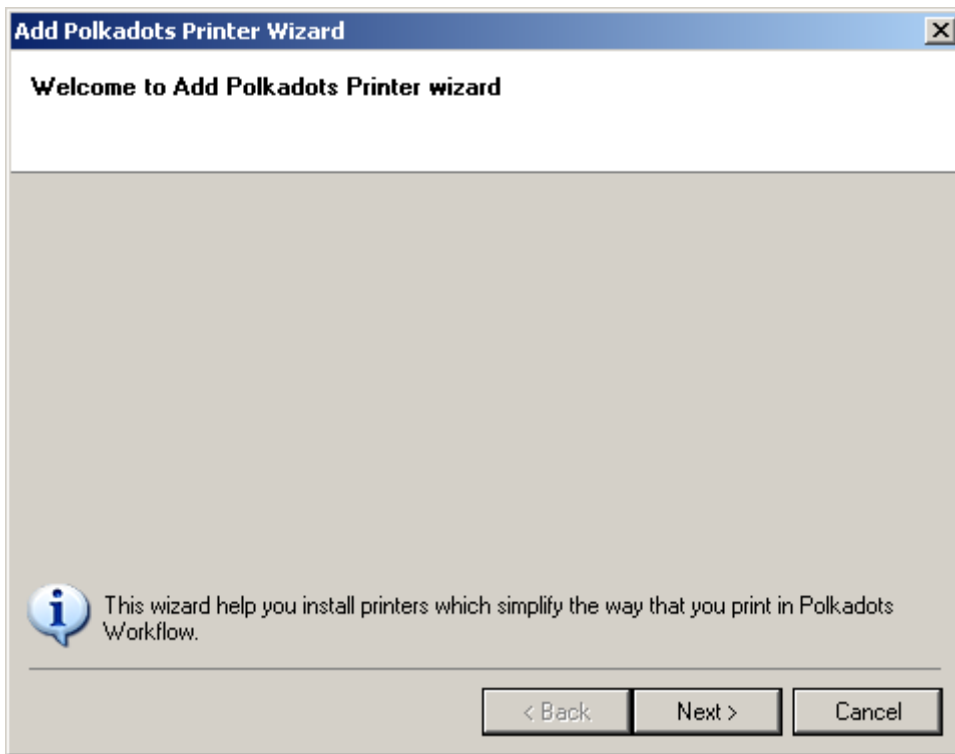 Add Polkadots Printer Wizard
Welcome to Add Polkadots Printer wizard
This wizard help you install printers which simplify the way that you print in Polkadots
Workflow.
< Back
Next >
Cancel